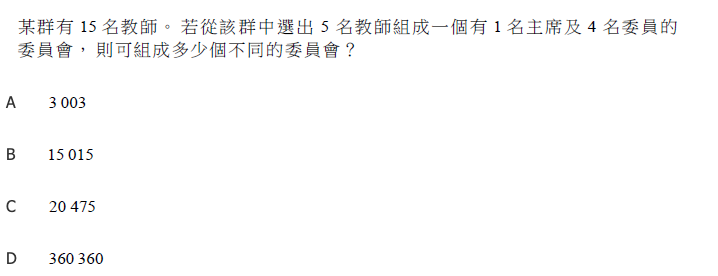 某群有 15 名教師。 若從該群中選出 5 名教師組成一個有 1 名主席及 4 名委員的
委員會， 則可組成多少個不同的委員會？
A 3 003
B 15 015
C 20 475
D 360 360